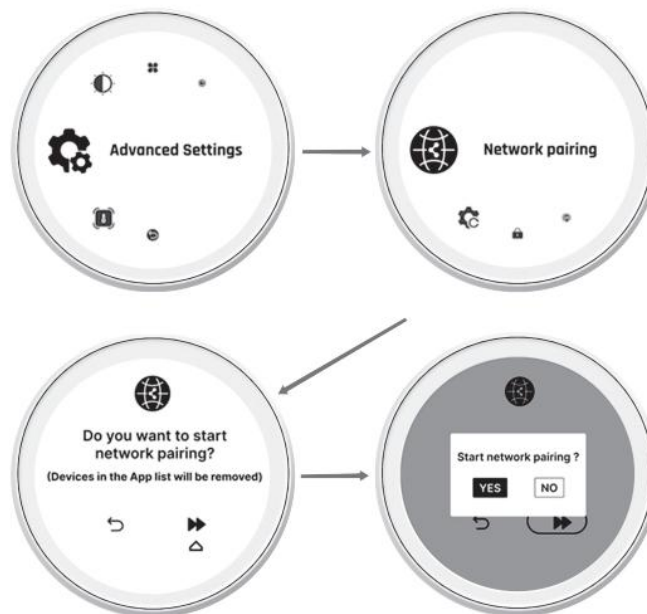 Advanced Settings
Network pairing
Do you want to start
network pairing?
(Devices in the App list will be removed)
Start network pairing ?
YES
NO